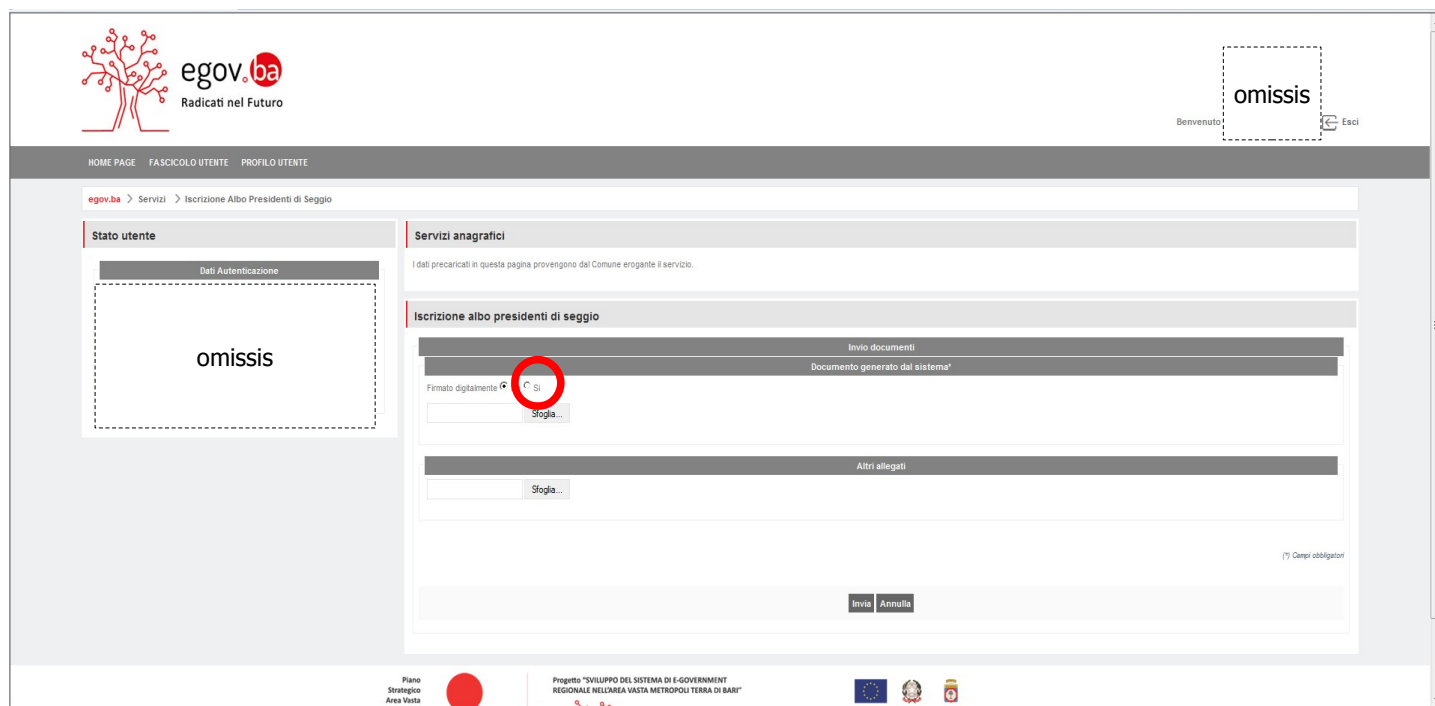 egov.ba
Radicati nel Futuro
omissis
Benvenuto
Esci
HOME PAGE FASCICOLO UTENTE PROFILO UTENTE
egov.ba > Servizi > Iscrizione Albo Presidenti di Seggio
Stato utente
Dati Autenticazione
omissis
Servizi anagrafici
I dati precaricati in questa pagina provengono dal Comune erogante il servizio.
Iscrizione albo presidenti di seggio
Invio documenti
Documento generato dal sistema*
Firmato digitalmente Si
Sfoglia...
Altri allegati
Sfoglia...
(*) Campi obbligatori
Invia Annulla
Piano
Strategico
Area Vasta
Progetto "SVILUPPO DEL SISTEMA DI E-GOVERNMENT
REGIONALE NELL'AREA VASTA METROPOLI TERRA DI BARI"